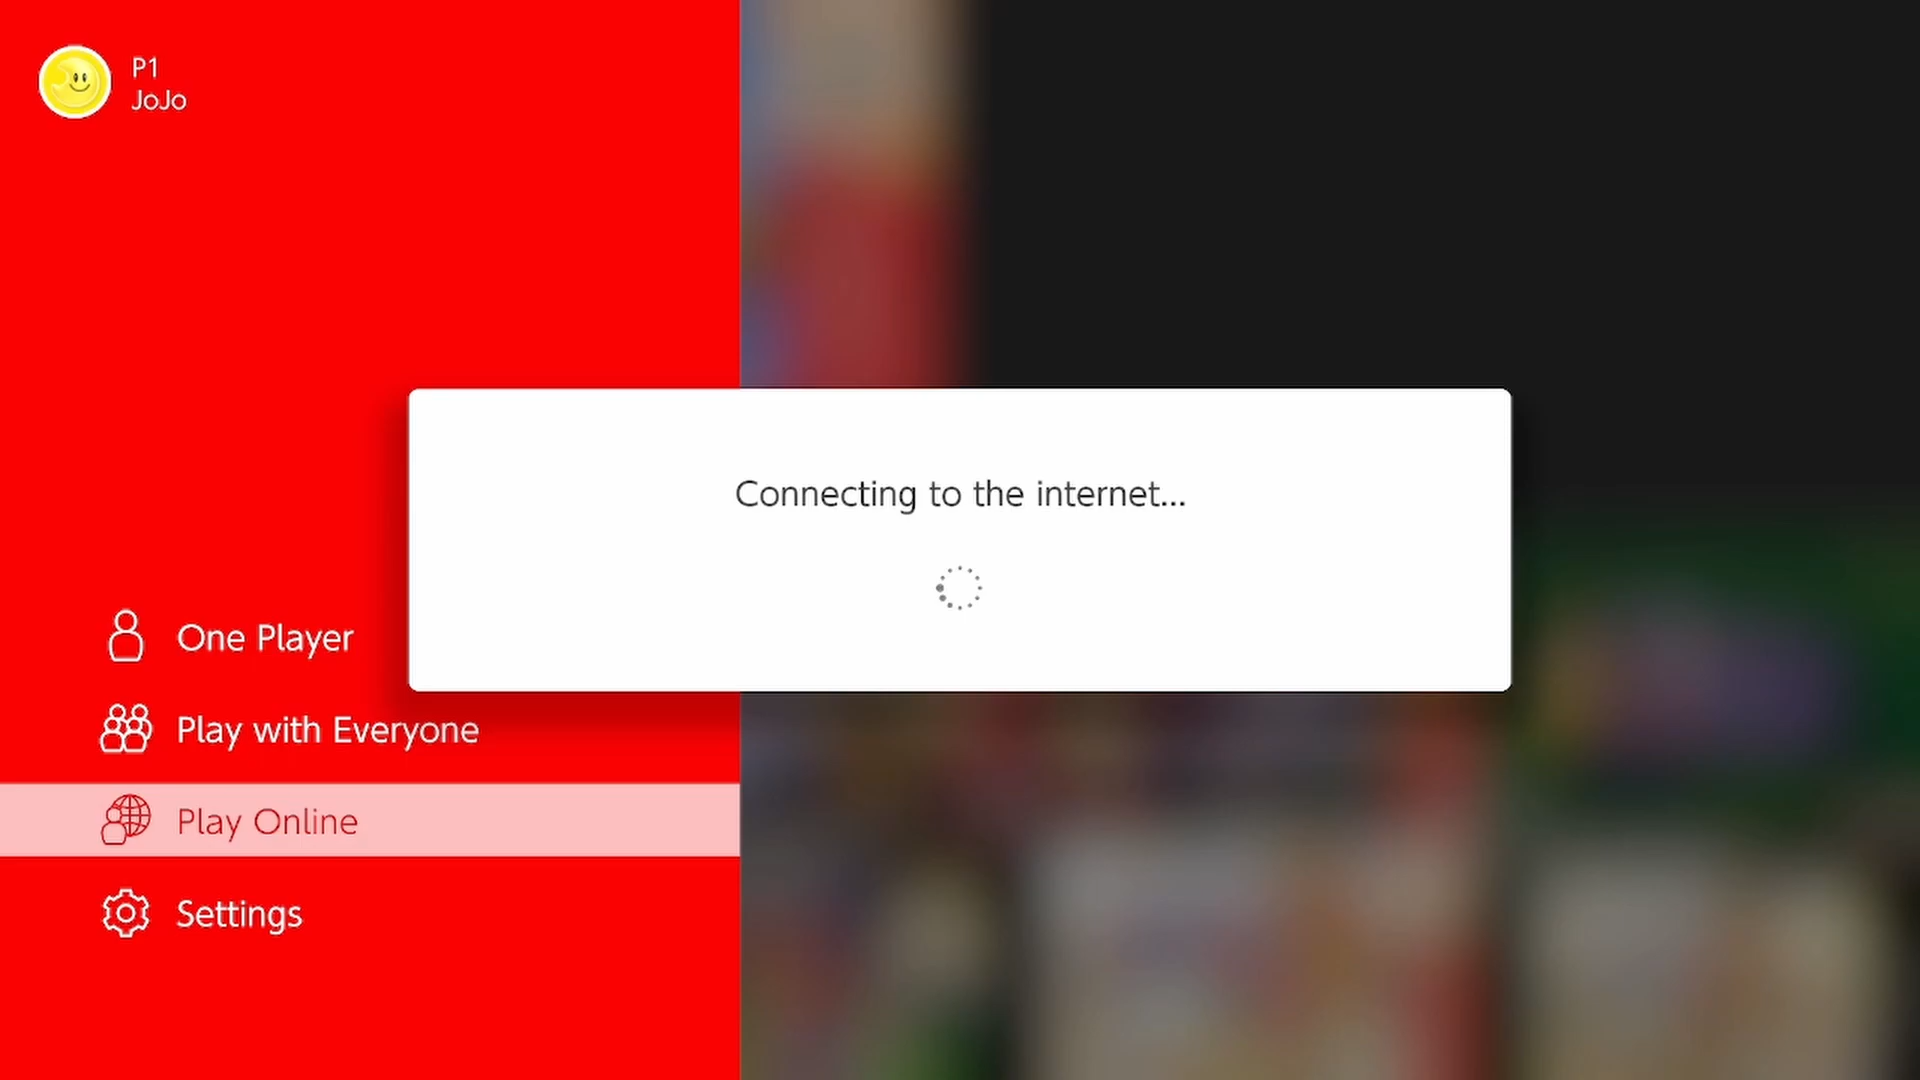 P1
JoJo
Connecting to the internet...
One Player
Play with Everyone
Play Online
Settings